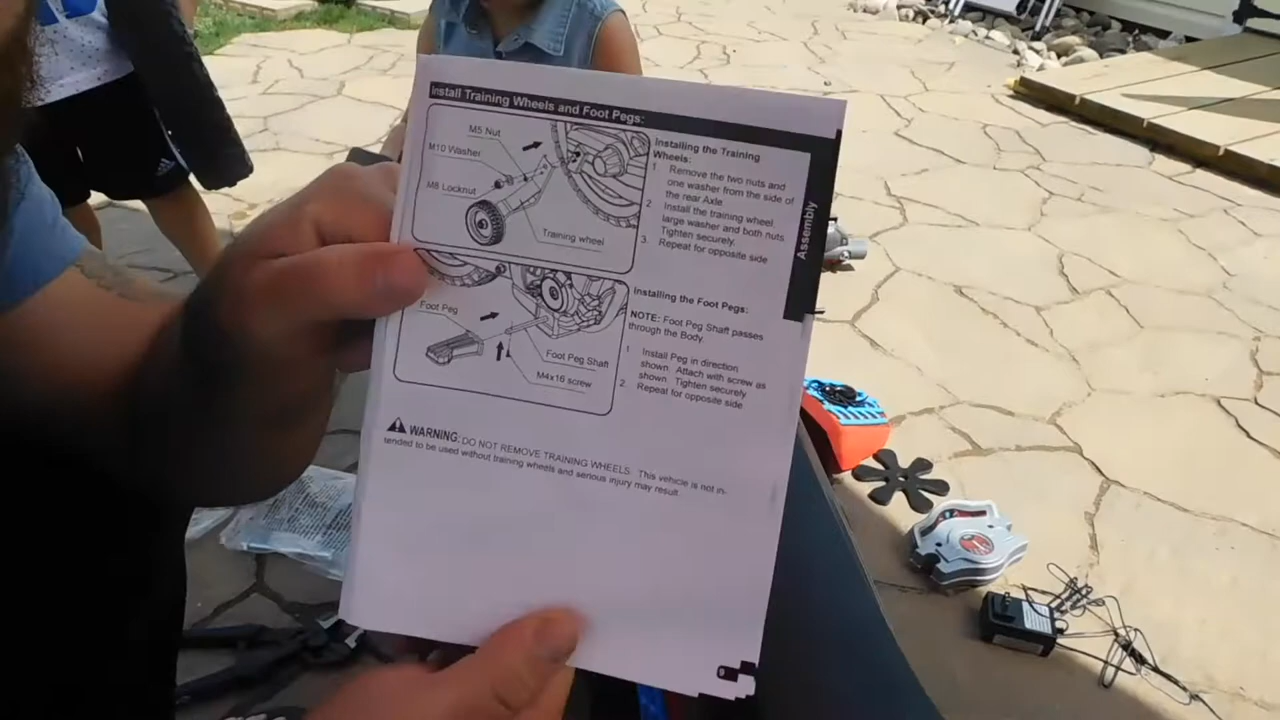 Install Training Wheels and Foot Pegs:
M5 Nut
M10 Washer
M8 Locknut
Training wheel
Installing the Training
Wheels:
1. Remove the two nuts and
one washer from the side of
the rear Axle.
2. Install the training wheel,
large washer and both nuts.
Tighten securely.
3. Repeat for opposite side
Assembly
Foot Peg
Foot Peg Shaft
M4x16 screw
Installing the Foot Pegs:
NOTE: Foot Peg Shaft passes
through the Body.
1. Install Peg in direction
shown. Attach with screw as
shown. Tighten securely
2. Repeat for opposite side
WARNING: DO NOT REMOVE TRAINING WHEELS. This vehicle is not in-
tended to be used without training wheels and serious injury may result.